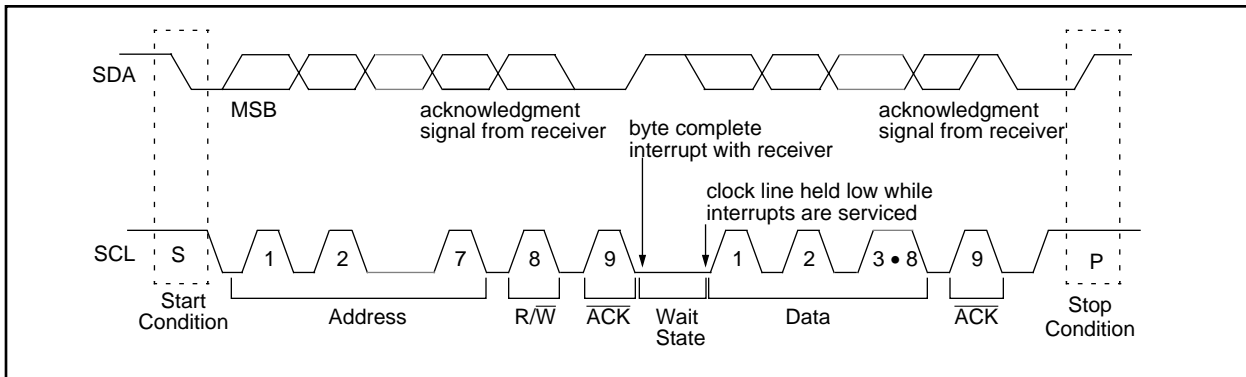 SDA
MSB
acknowledgment
signal from receiver
acknowledgment
signal from receiver
byte complete
interrupt with receiver
clock line held low while
interrupts are serviced
SCL
S
1
2
7
8
9
1
2
3 • 8
9
P
Start
Condition
Address
R/W̅
A̅C̅K̅
Wait
State
Data
A̅C̅K̅
Stop
Condition